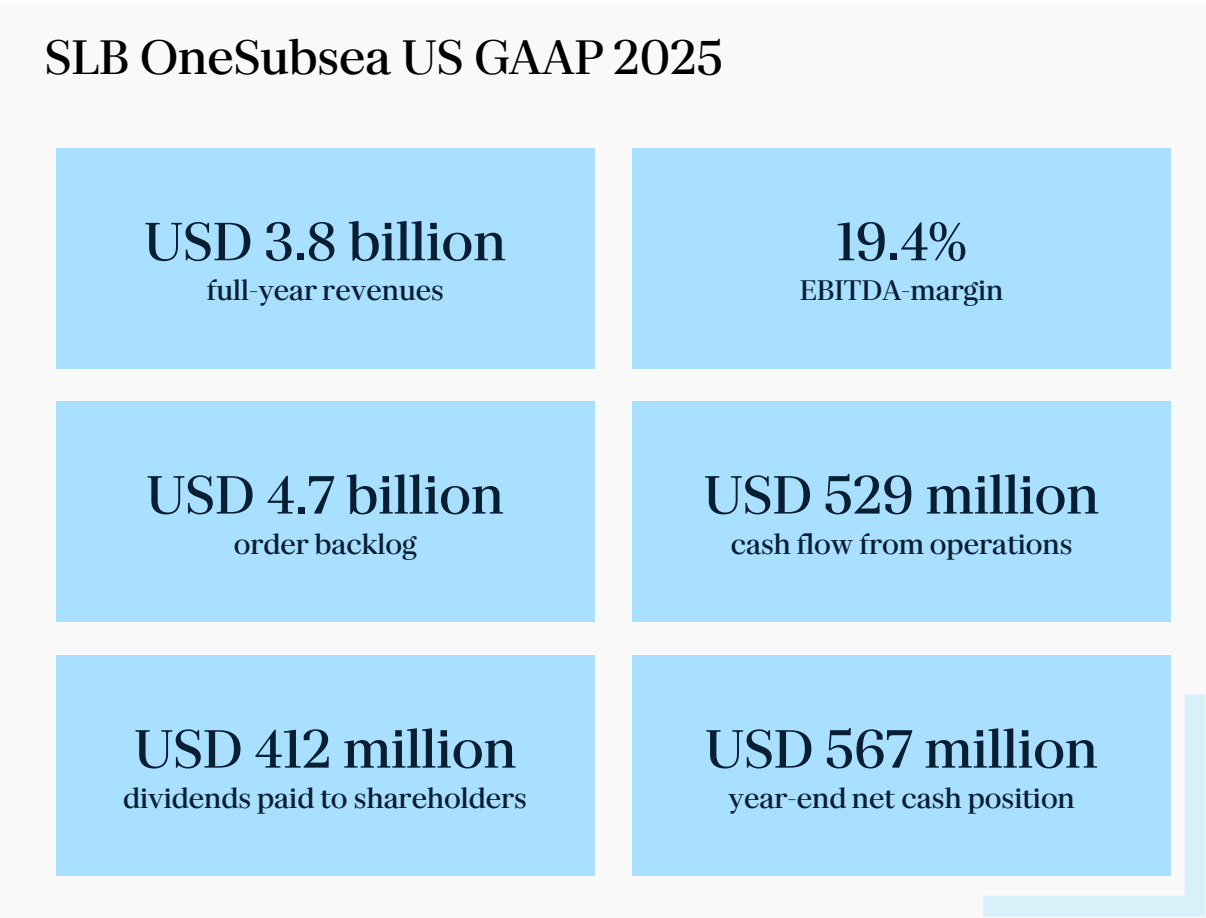 SLB OneSubsea US GAAP 2025
USD 3.8 billion
full-year revenues
19.4%
EBITDA-margin
USD 4.7 billion
order backlog
USD 529 million
cash flow from operations
USD 412 million
dividends paid to shareholders
USD 567 million
year-end net cash position